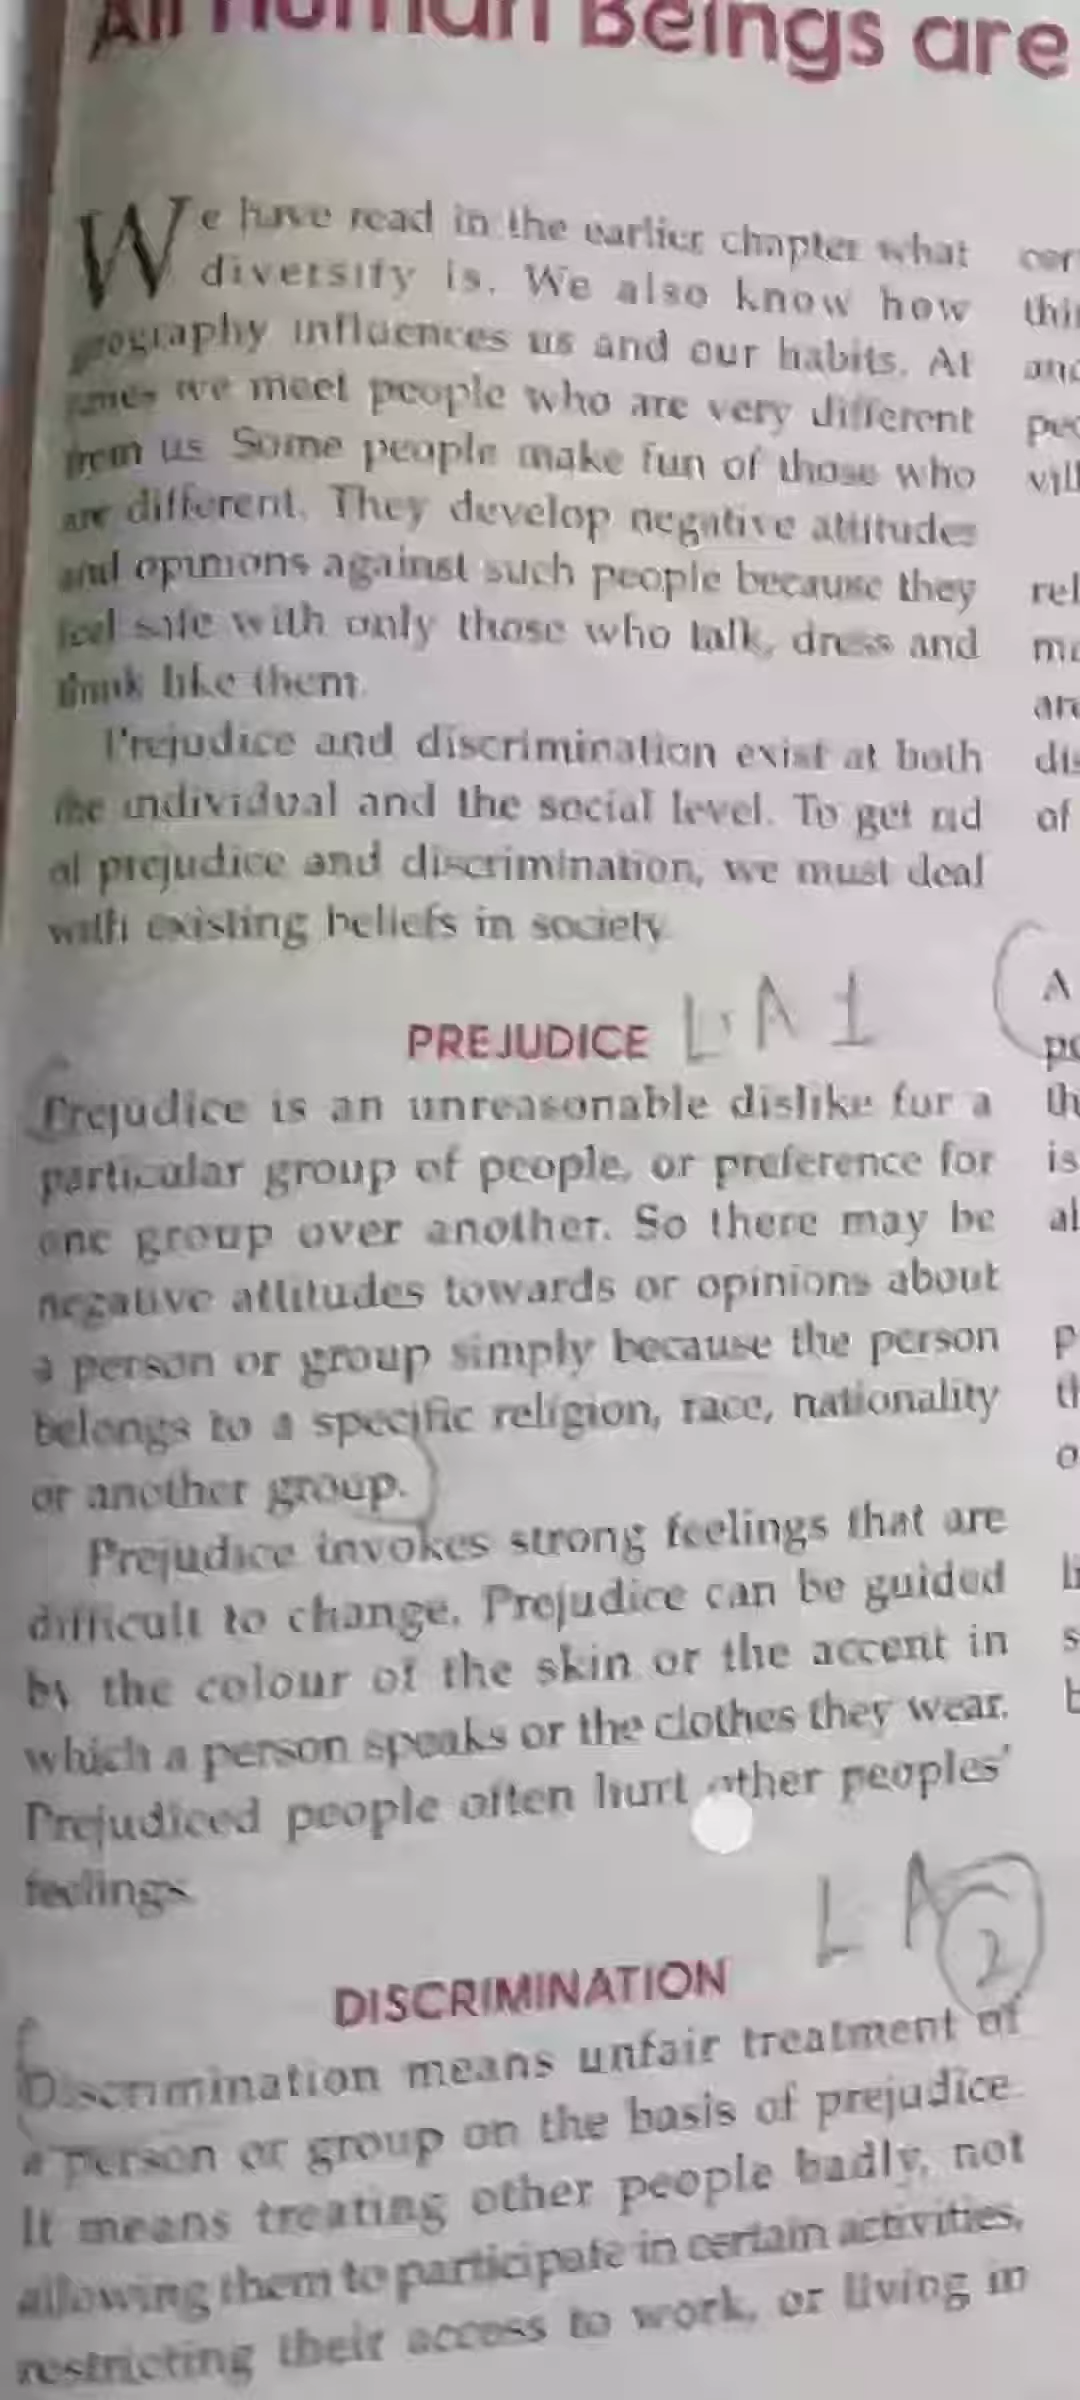 All Human Beings are
We have read in the earlier chapter what
diversity is. We also know how
geography influences us and our habits. At
times we meet people who are very different
from us. Some people make fun of those who
are different. They develop negative attitudes
and opinions against such people because they
feel safe with only those who talk, dress and
think like them.
Prejudice and discrimination exist at both
the individual and the social level. To get rid
of prejudice and discrimination, we must deal
with existing beliefs in society.
PREJUDICE LA 1
Prejudice is an unreasonable dislike for a
particular group of people, or preference for
one group over another. So there may be
negative attitudes towards or opinions about
a person or group simply because the person
belongs to a specific religion, race, nationality
or another group.
Prejudice invokes strong feelings that are
difficult to change. Prejudice can be guided
by the colour of the skin or the accent in
which a person speaks or the clothes they wear.
Prejudiced people often hurt other peoples'
feelings.
LA 2
DISCRIMINATION
Discrimination means unfair treatment of
a person or group on the basis of prejudice.
It means treating other people badly, not
allowing them to participate in certain activities,
restricting their access to work, or living in
and
of
A
is